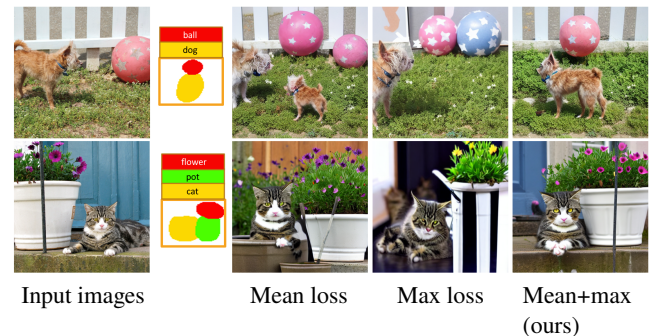 ball
dog
flower
pot
cat
Input images
Mean loss
Max loss
Mean+max
(ours)